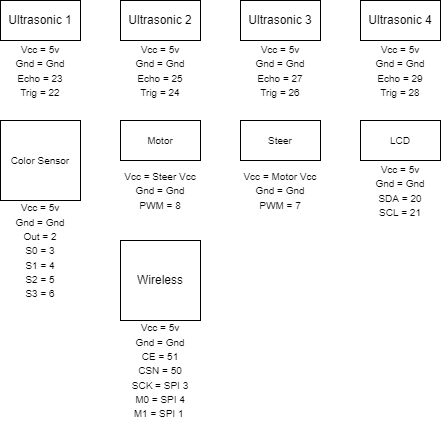 Ultrasonic 1
Vcc = 5v
Gnd = Gnd
Echo = 23
Trig = 22
Ultrasonic 2
Vcc = 5v
Gnd = Gnd
Echo = 25
Trig = 24
Ultrasonic 3
Vcc = 5v
Gnd = Gnd
Echo = 27
Trig = 26
Ultrasonic 4
Vcc = 5v
Gnd = Gnd
Echo = 29
Trig = 28
Color Sensor
Vcc = 5v
Gnd = Gnd
Out = 2
S0 = 3
S1 = 4
S2 = 5
S3 = 6
Motor
Vcc = Steer Vcc
Gnd = Gnd
PWM = 8
Steer
Vcc = Motor Vcc
Gnd = Gnd
PWM = 7
LCD
Vcc = 5v
Gnd = Gnd
SDA = 20
SCL = 21
Wireless
Vcc = 5v
Gnd = Gnd
CE = 51
CSN = 50
SCK = SPI 3
M0 = SPI 4
M1 = SPI 1